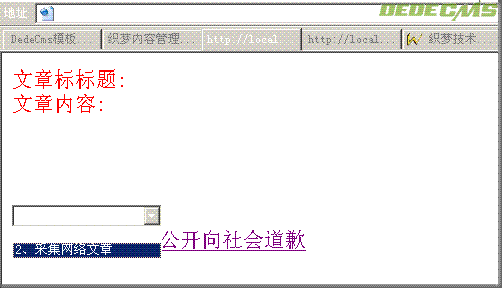 地址
DEDECMS
DedeCms模板...
织梦内容管理...
http://local
http://local...
织梦技术
文章标标题:
文章内容:
公开向社会道歉
2、采集网络文章